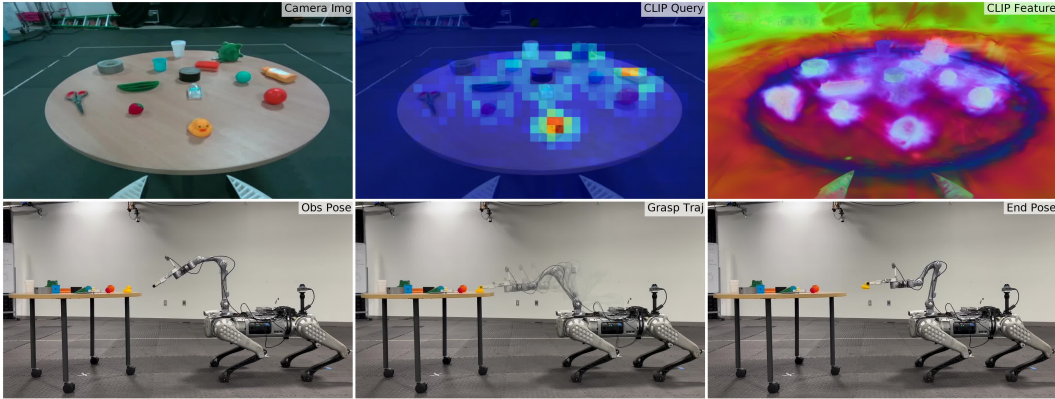 Camera Img
CLIP Query
CLIP Feature
Obs Pose
Grasp Traj
End Pose